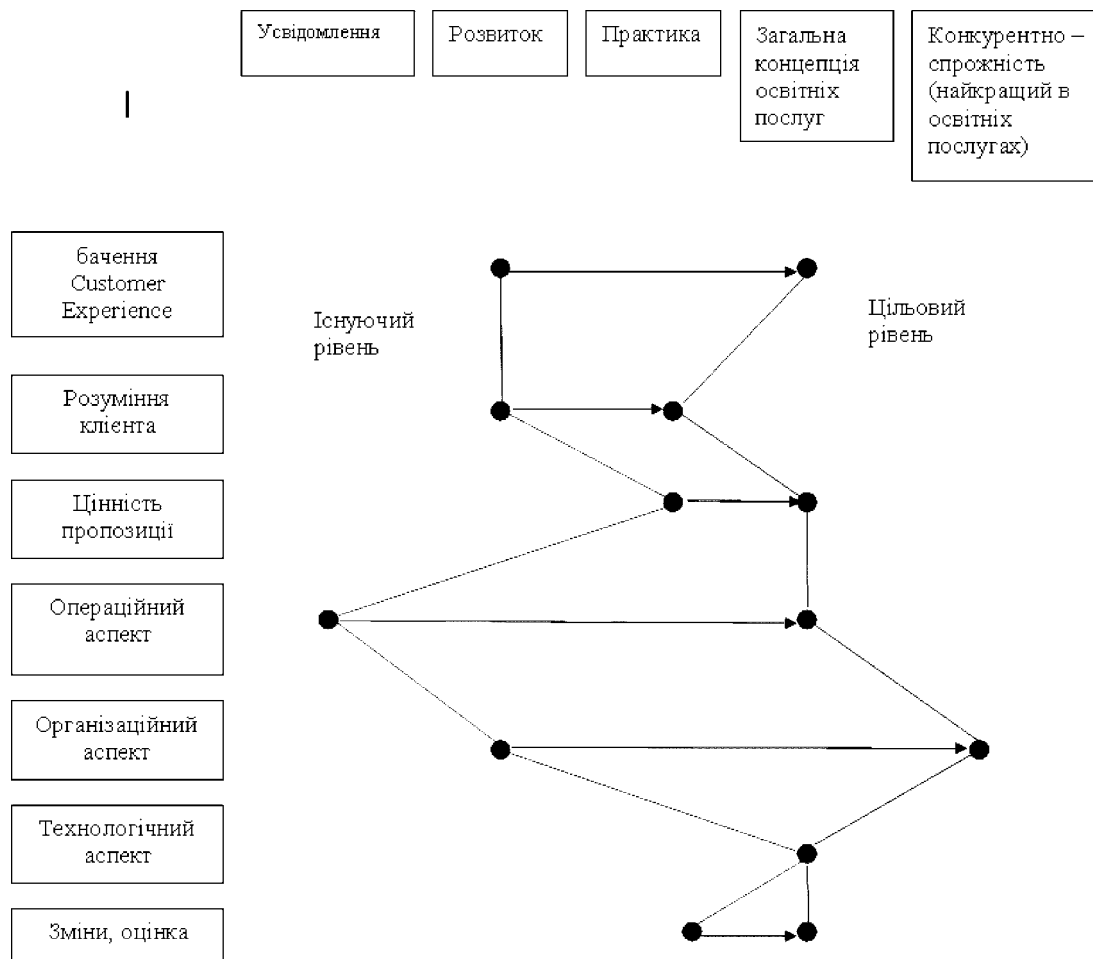 Усвідомлення
Розвиток
Практика
Загальна
концепція
освітніх
послуг
Конкурентно –
спрожність
(найкращий в
освітніх
послугах)
бачення
Customer
Experience
Існуючий
рівень
Цільовий
рівень
Розуміння
клієнта
Цінність
пропозиції
Операційний
аспект
Організаційний
аспект
Технологічний
аспект
Зміни, оцінка